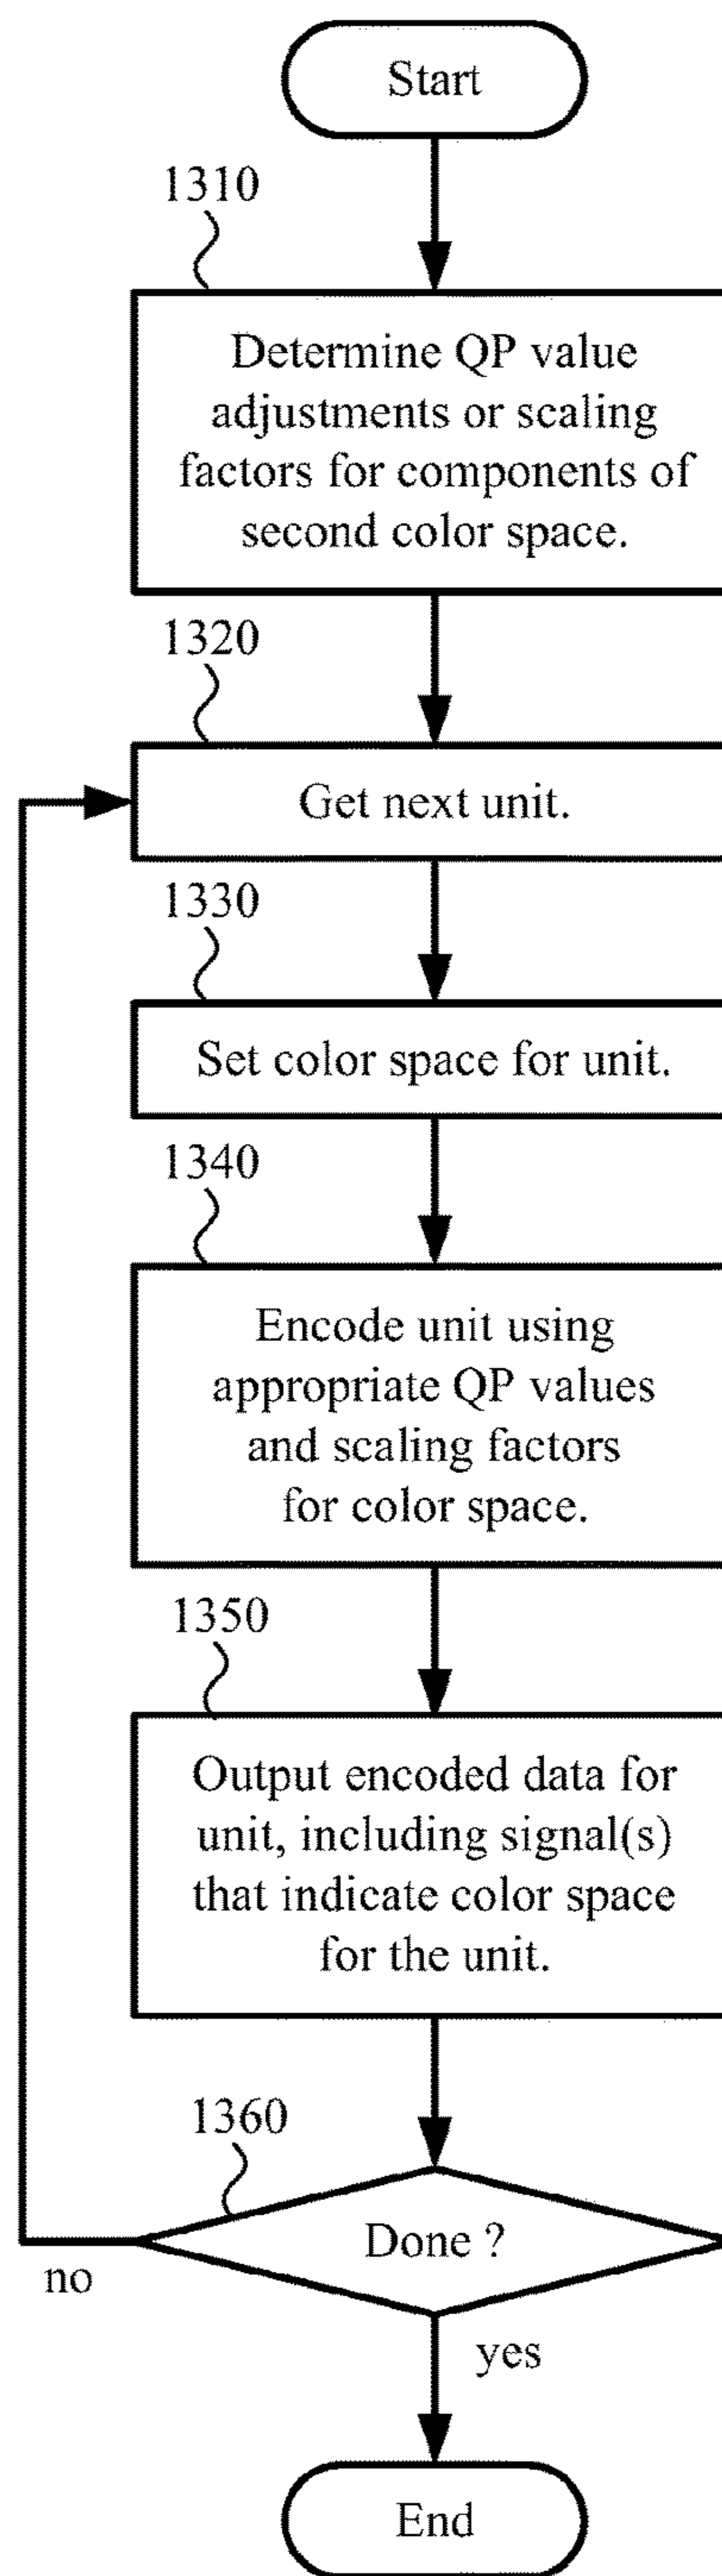 Start
1310
Determine QP value
adjustments or scaling
factors for components of
second color space.
1320
Get next unit.
1330
Set color space for unit.
1340
Encode unit using
appropriate QP values
and scaling factors
for color space.
1350
Output encoded data for
unit, including signal(s)
that indicate color space
for the unit.
1360
Done ?
no
yes
End